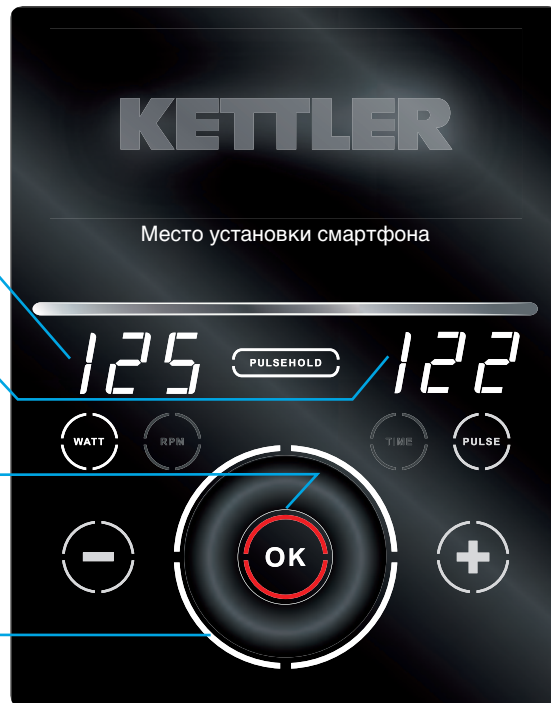 KETTLER
Место установки смартфона
125 PULSEHOLD 122
WATT RPM TIME PULSE
OK